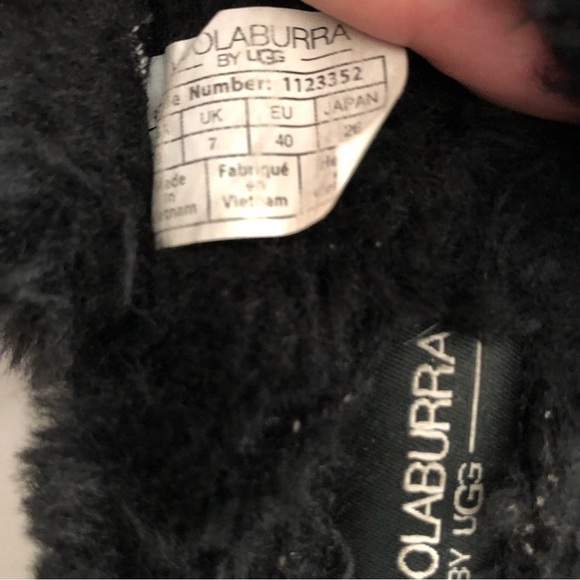 OLABURRA
BY UGG
Number: 1123352
UK EU JAPAN
7 40 26
Made Fabriqué
in en
Vietnam
OLABURRA
BY UGG